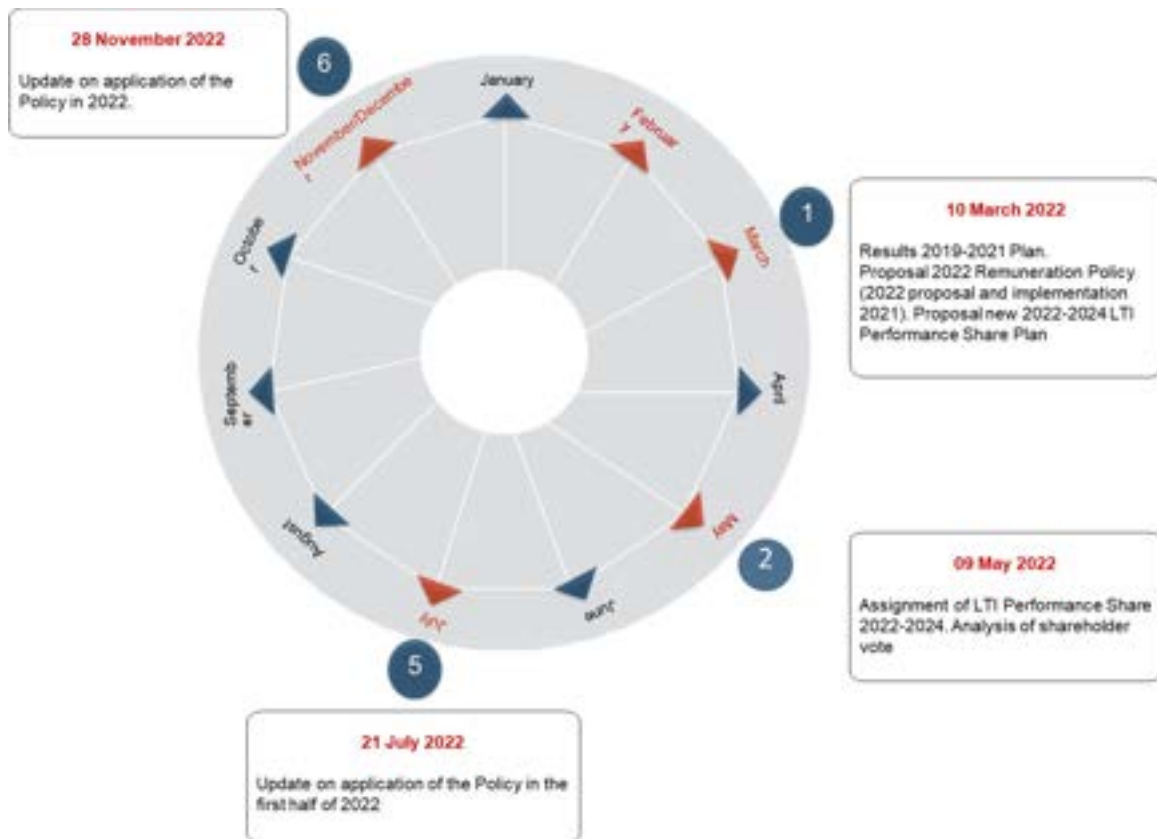 28 November 2022
Update on application of the
Policy in 2022.
6
January
Februar
y
1
March
10 March 2022
Results 2019-2021 Plan.
Proposal 2022 Remuneration Policy
(2022 proposal and implementation
2021). Proposal new 2022-2024 LTI
Performance Share Plan
April
May
2
09 May 2022
Assignment of LTI Performance Share
2022-2024. Analysis of shareholder
vote
June
July
5
21 July 2022
Update on application of the Policy in the
first half of 2022
August
Septemb
er
Octobe
r
November/Decembe
r